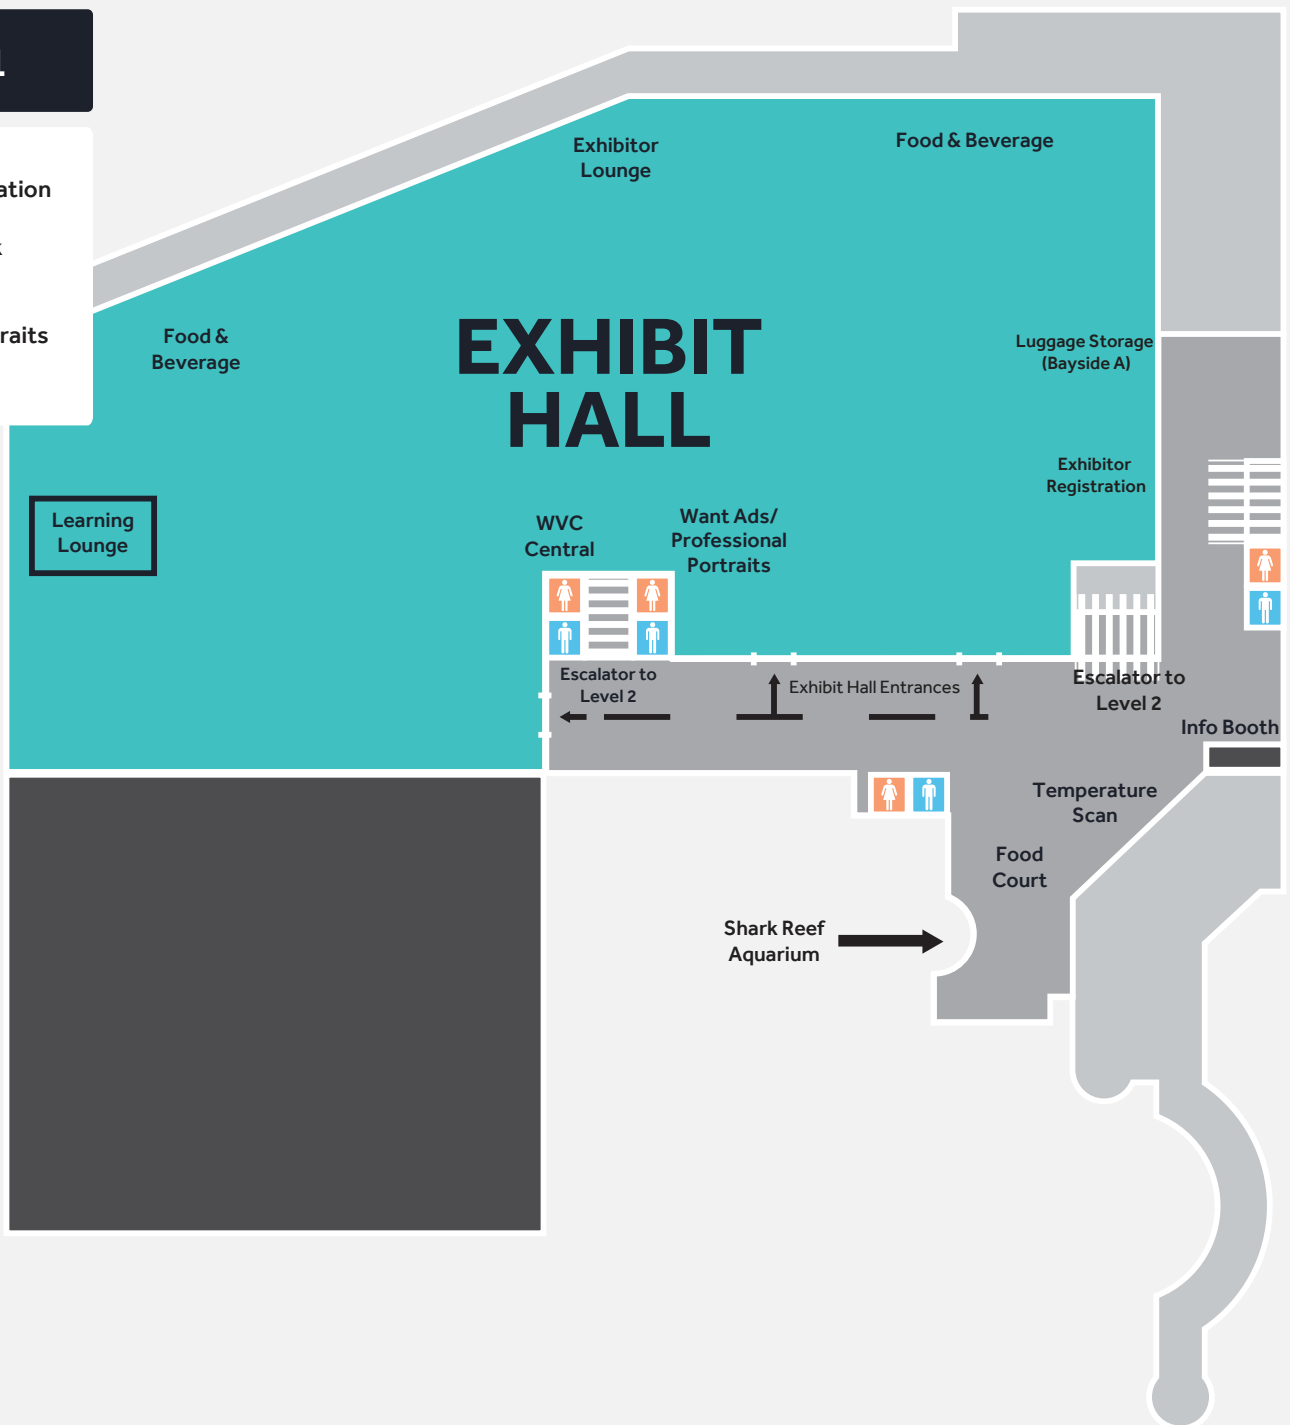 1
ation
k
raits
Exhibitor
Lounge
Food & Beverage
Food &
Beverage
EXHIBIT
HALL
Luggage Storage
(Bayside A)
Exhibitor
Registration
Learning
Lounge
WVC
Central
Want Ads/
Professional
Portraits
Escalator to
Level 2
Exhibit Hall Entrances
Escalator to
Level 2
Info Booth
Temperature
Scan
Food
Court
Shark Reef
Aquarium